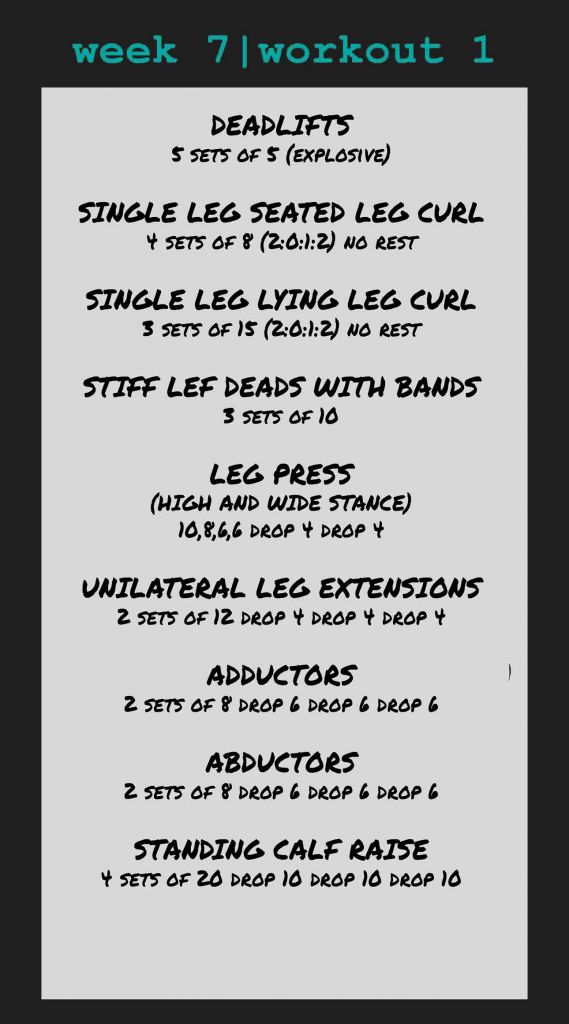 week 7|workout 1
DEADLIFTS
5 SETS OF 5 (EXPLOSIVE)
SINGLE LEG SEATED LEG CURL
4 SETS OF 8 (2:0:1:2) NO REST
SINGLE LEG LYING LEG CURL
3 SETS OF 15 (2:0:1:2) NO REST
STIFF LEF DEADS WITH BANDS
3 SETS OF 10
LEG PRESS
(HIGH AND WIDE STANCE)
10,8,6,6 DROP 4 DROP 4
UNILATERAL LEG EXTENSIONS
2 SETS OF 12 DROP 4 DROP 4 DROP 4
ADDUCTORS
)
2 SETS OF 8 DROP 6 DROP 6 DROP 6
ABDUCTORS
2 SETS OF 8 DROP 6 DROP 6 DROP 6
STANDING CALF RAISE
4 SETS OF 20 DROP 10 DROP 10 DROP 10